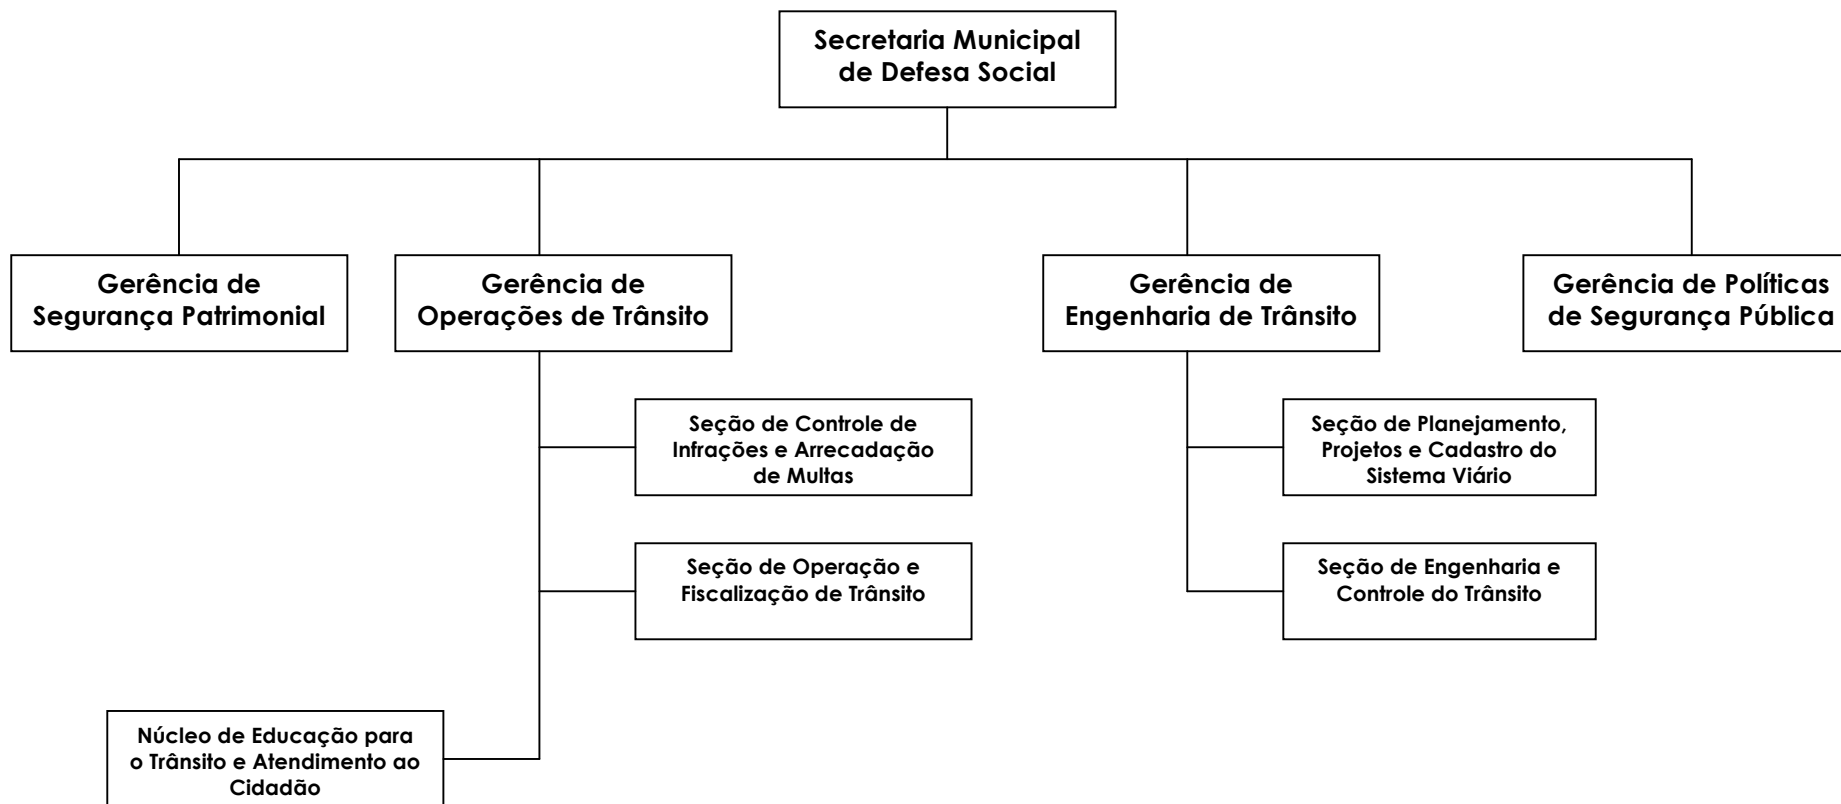 Secretaria Municipal
de Defesa Social
Gerência de
Segurança Patrimonial
Gerência de
Operações de Trânsito
Gerência de
Engenharia de Trânsito
Gerência de Políticas
de Segurança Pública
Seção de Controle de
Infrações e Arrecadação
de Multas
Seção de Planejamento,
Projetos e Cadastro do
Sistema Viário
Seção de Operação e
Fiscalização de Trânsito
Seção de Engenharia e
Controle do Trânsito
Núcleo de Educação para
o Trânsito e Atendimento ao
Cidadão